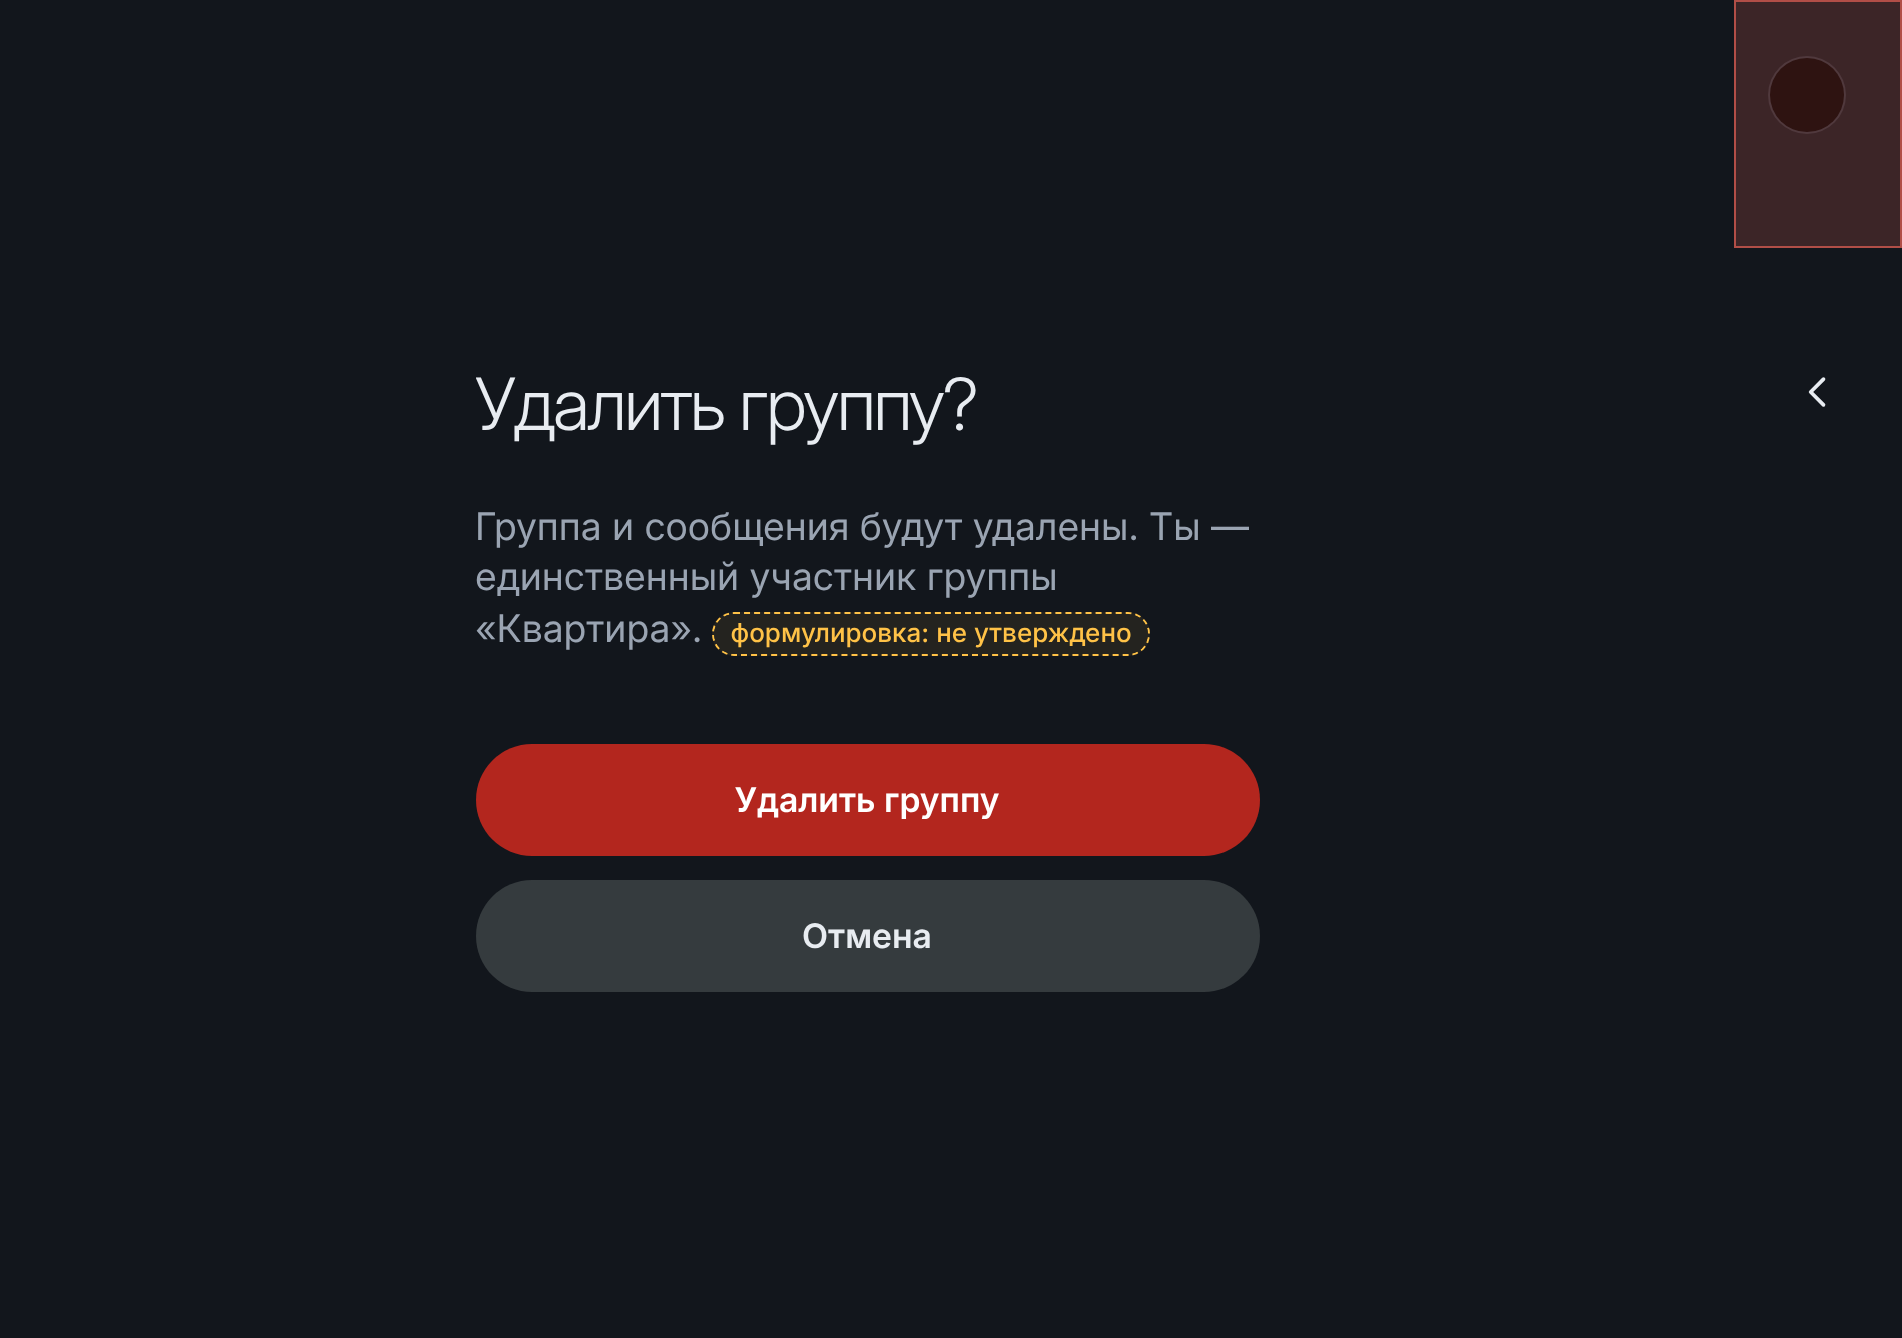 Удалить группу?
Группа и сообщения будут удалены. Ты —
единственный участник группы
«Квартира». формулировка: не утверждено
Удалить группу
Отмена